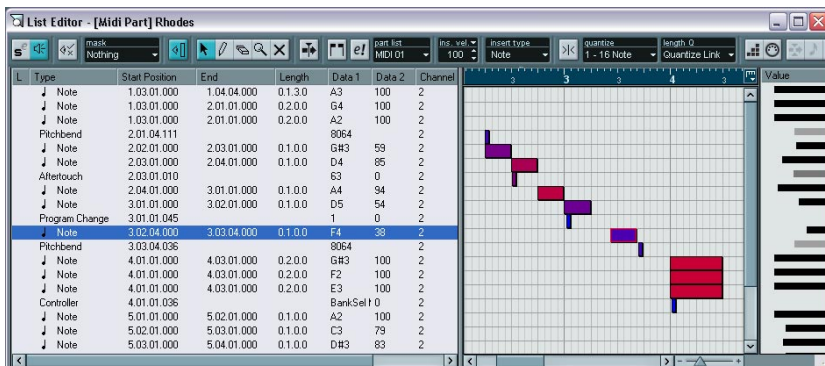 List Editor - [Midi Part] Rhodes
mask part list ins. vel. insert type quantize length Q
Nothing MIDI 01 100 Note 1 - 16 Note Quantize Link
L Type Start Position End Length Data 1 Data 2 Channel 3 3 3 4 3 Value
Note 1.03.01.000 1.04.04.000 0.1.3.0 A3 100 2
Note 1.03.01.000 2.01.01.000 0.2.0.0 G4 100 2
Note 1.03.01.000 2.01.01.000 0.2.0.0 A2 100 2
Pitchbend 2.01.04.111 8064 2
Note 2.02.01.000 2.03.01.000 0.1.0.0 G#3 59 2
Note 2.03.01.000 2.04.01.000 0.1.0.0 D4 85 2
Aftertouch 2.03.01.010 63 0 2
Note 2.04.01.000 3.01.01.000 0.1.0.0 A4 94 2
Note 3.01.01.000 3.02.01.000 0.1.0.0 D5 54 2
Program Change 3.01.01.045 1 0 2
Note 3.02.04.000 3.03.04.000 0.1.0.0 F4 38 2
Pitchbend 3.03.04.036 8064 2
Note 4.01.01.000 4.03.01.000 0.2.0.0 G#3 100 2
Note 4.01.01.000 4.03.01.000 0.2.0.0 F2 100 2
Note 4.01.01.000 4.03.01.000 0.2.0.0 E3 100 2
Controller 4.01.01.036 BankSel 0 2
Note 5.01.01.000 5.02.01.000 0.1.0.0 A2 100 2
Note 5.02.01.000 5.03.01.000 0.1.0.0 C3 79 2
Note 5.03.01.000 5.04.01.000 0.1.0.0 D#3 83 2